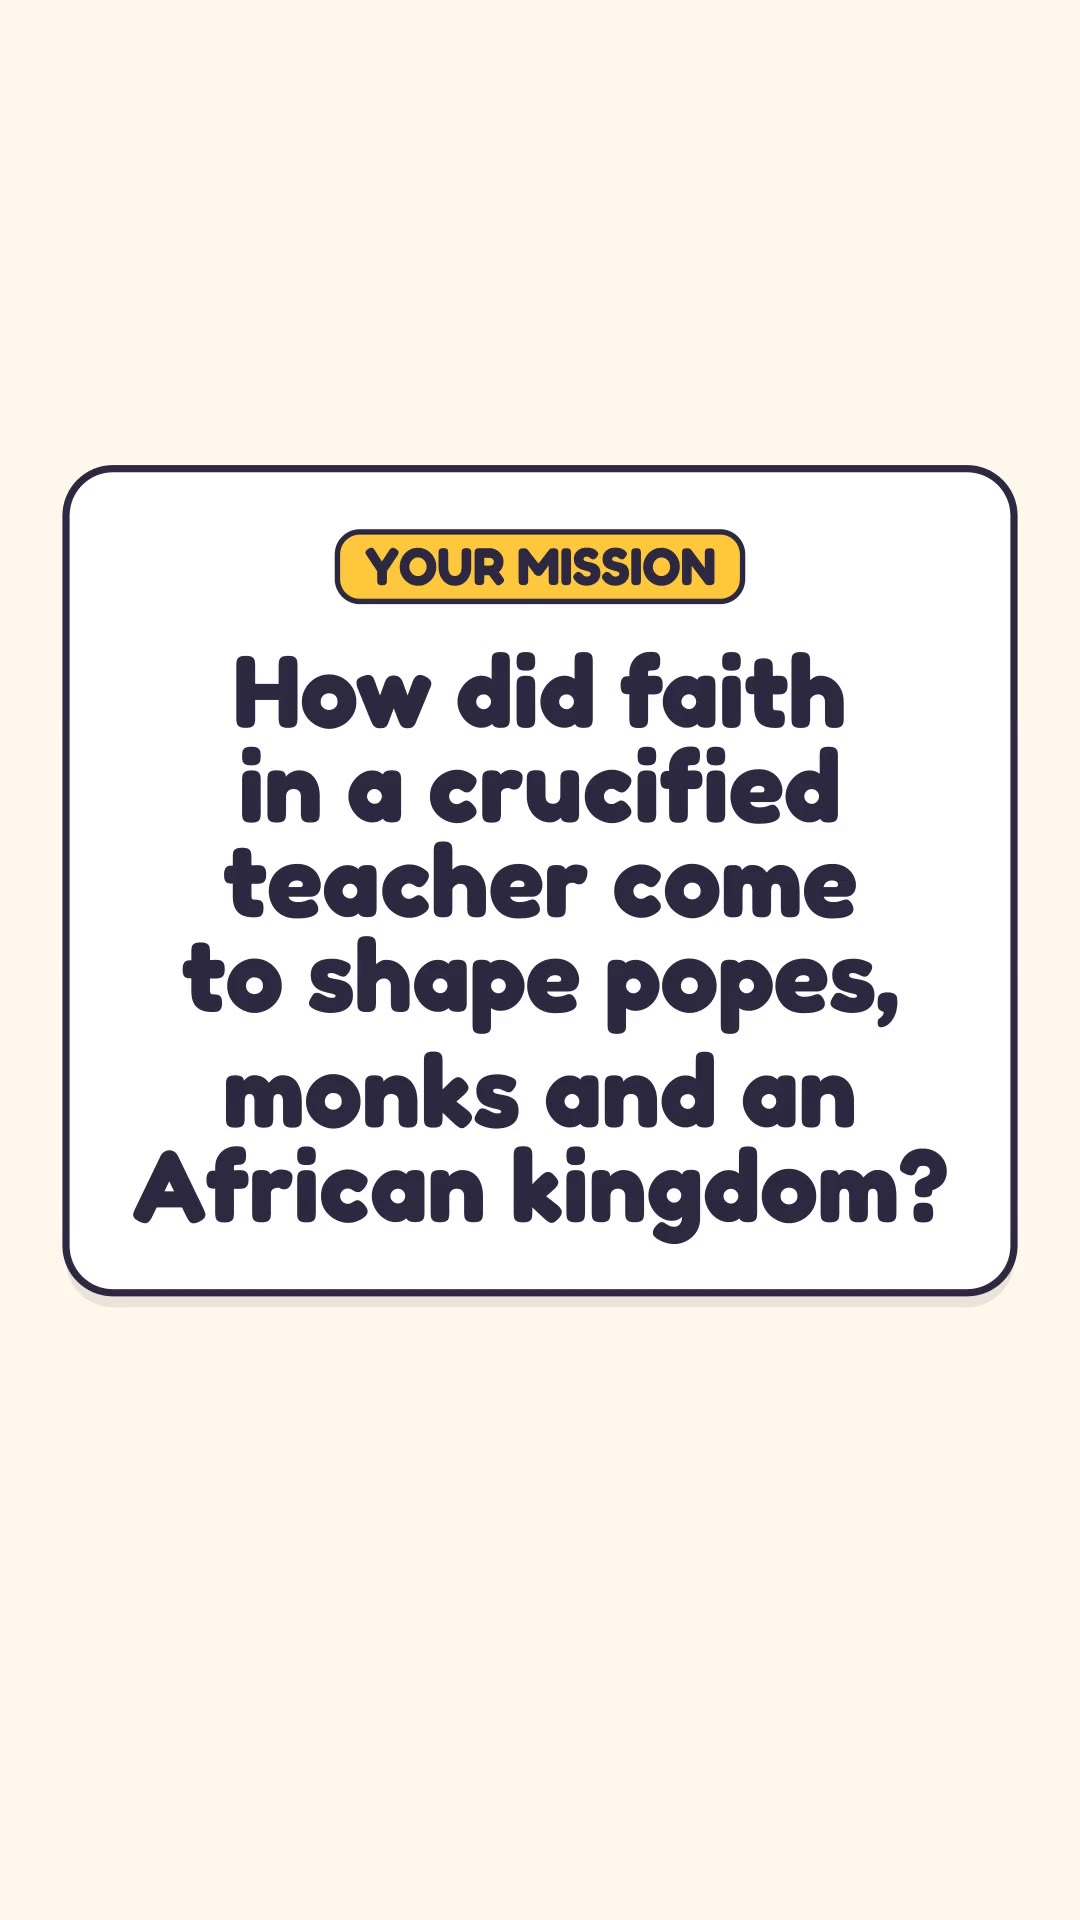 YOUR MISSION
How did faith
in a crucified
teacher come
to shape popes,
monks and an
African kingdom?